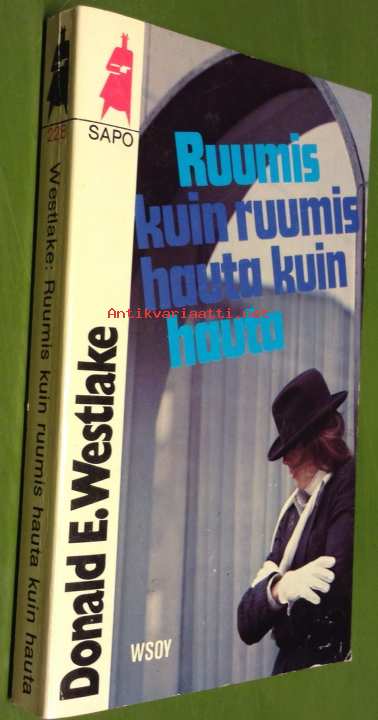 228
Westlake: Ruumis kuin ruumis hauta kuin hauta
SAPO
Donald E. Westlake
Ruumis
kuin ruumis
hauta kuin
hauta
Antikvariaatti.net
WSOY